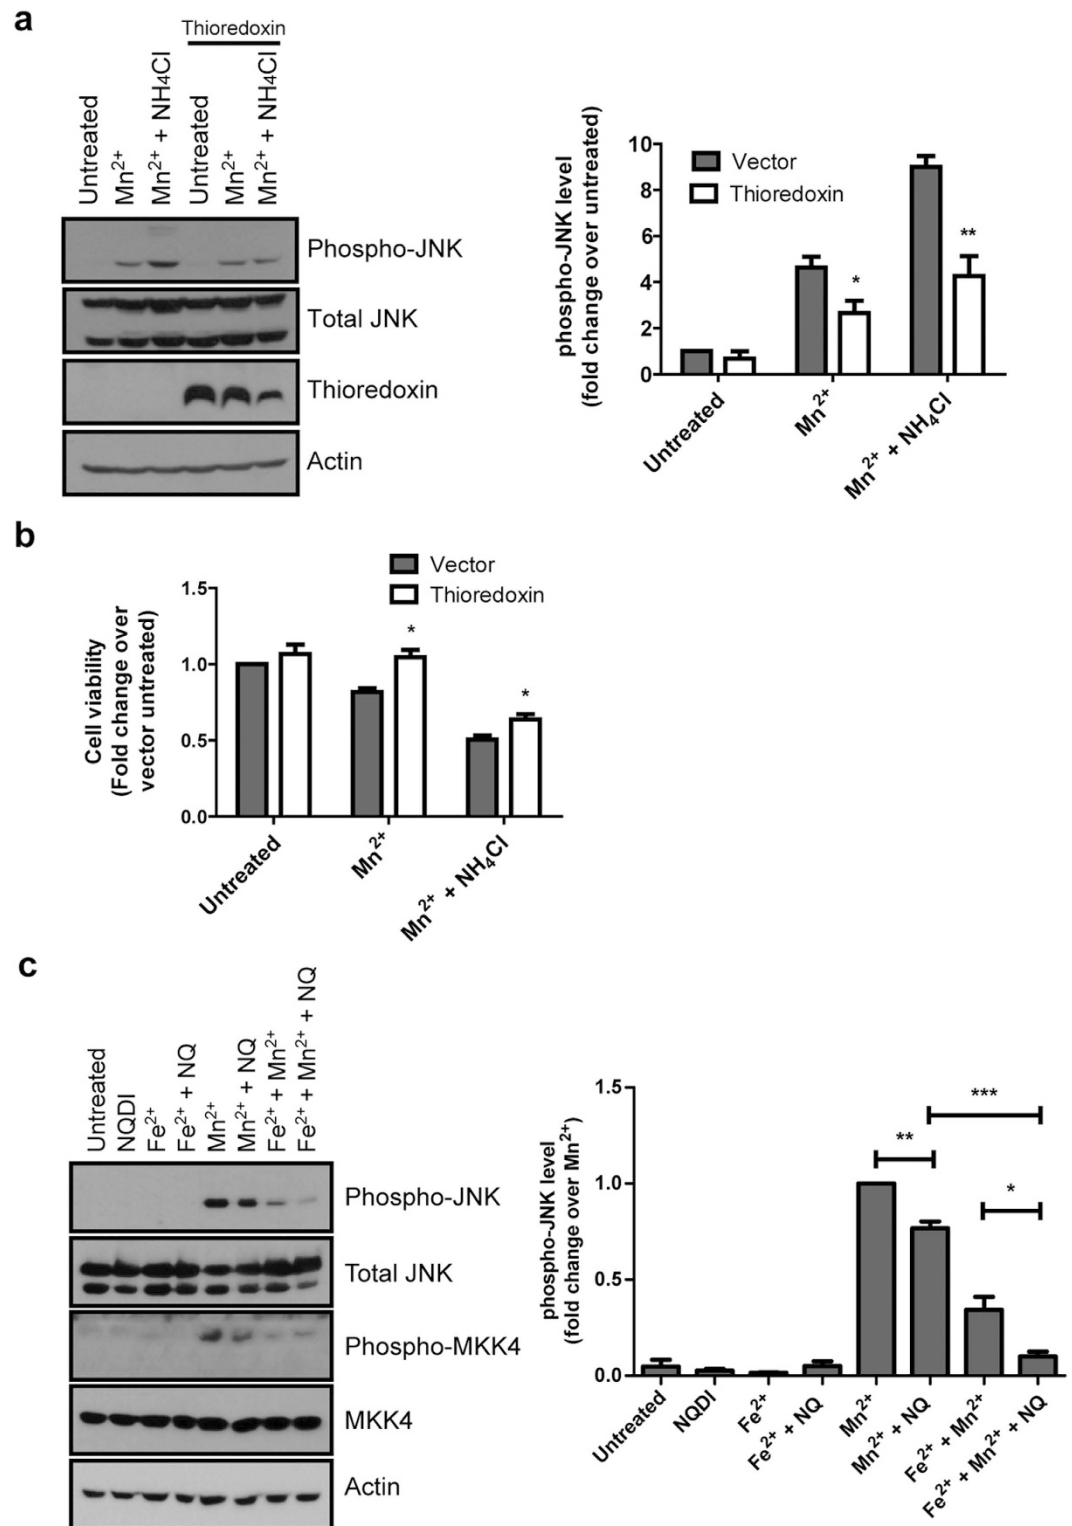 a
Thioredoxin
Untreated
Mn²⁺
Mn²⁺ + NH₄Cl
Untreated
Mn²⁺
Mn²⁺ + NH₄Cl
Phospho-JNK
Total JNK
Thioredoxin
Actin
phospho-JNK level
(fold change over untreated)
10
8
6
4
2
0
Vector
Thioredoxin
*
**
Untreated
Mn²⁺
Mn²⁺ + NH₄Cl
b
Vector
Thioredoxin
Cell viability
(Fold change over
vector untreated)
1.5
1.0
0.5
0.0
*
*
Untreated
Mn²⁺
Mn²⁺ + NH₄Cl
c
Untreated
NQDI
Fe²⁺
Fe²⁺ + NQ
Mn²⁺
Mn²⁺ + NQ
Fe²⁺ + Mn²⁺
Fe²⁺ + Mn²⁺ + NQ
Phospho-JNK
Total JNK
Phospho-MKK4
MKK4
Actin
phospho-JNK level
(fold change over Mn²⁺)
1.5
1.0
0.5
0.0
***
**
*
Untreated
NQDI
Fe²⁺
Fe²⁺ + NQ
Mn²⁺
Mn²⁺ + NQ
Fe²⁺ + Mn²⁺
Fe²⁺ + Mn²⁺ + NQ